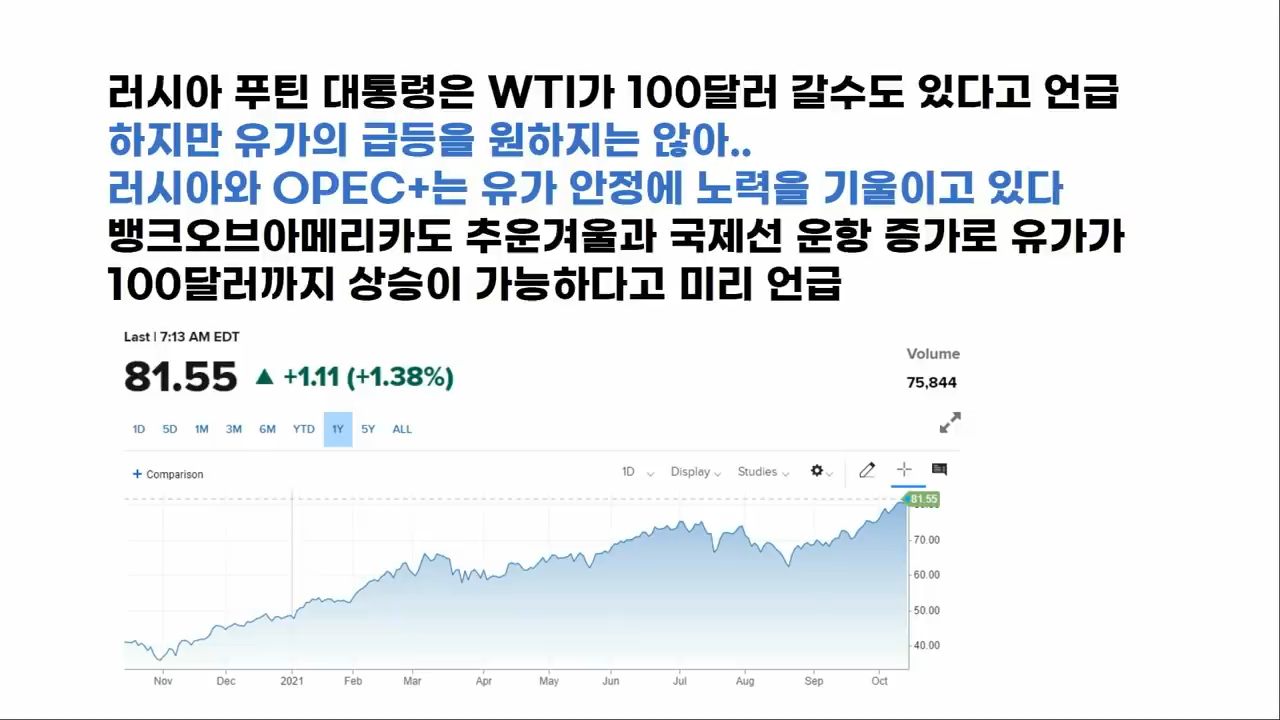 러시아 푸틴 대통령은 WTI가 100달러 갈수도 있다고 언급
하지만 유가의 급등을 원하지는 않아..
러시아와 OPEC+는 유가 안정에 노력을 기울이고 있다
뱅크오브아메리카도 추운겨울과 국제선 운항 증가로 유가가
100달러까지 상승이 가능하다고 미리 언급
Last | 7:13 AM EDT
81.55 ▲ +1.11 (+1.38%)
Volume
75,844
1D 5D 1M 3M 6M YTD 1Y 5Y ALL
+ Comparison 1D Display Studies
81.55
70.00
60.00
50.00
40.00
Nov Dec 2021 Feb Mar Apr May Jun Jul Aug Sep Oct